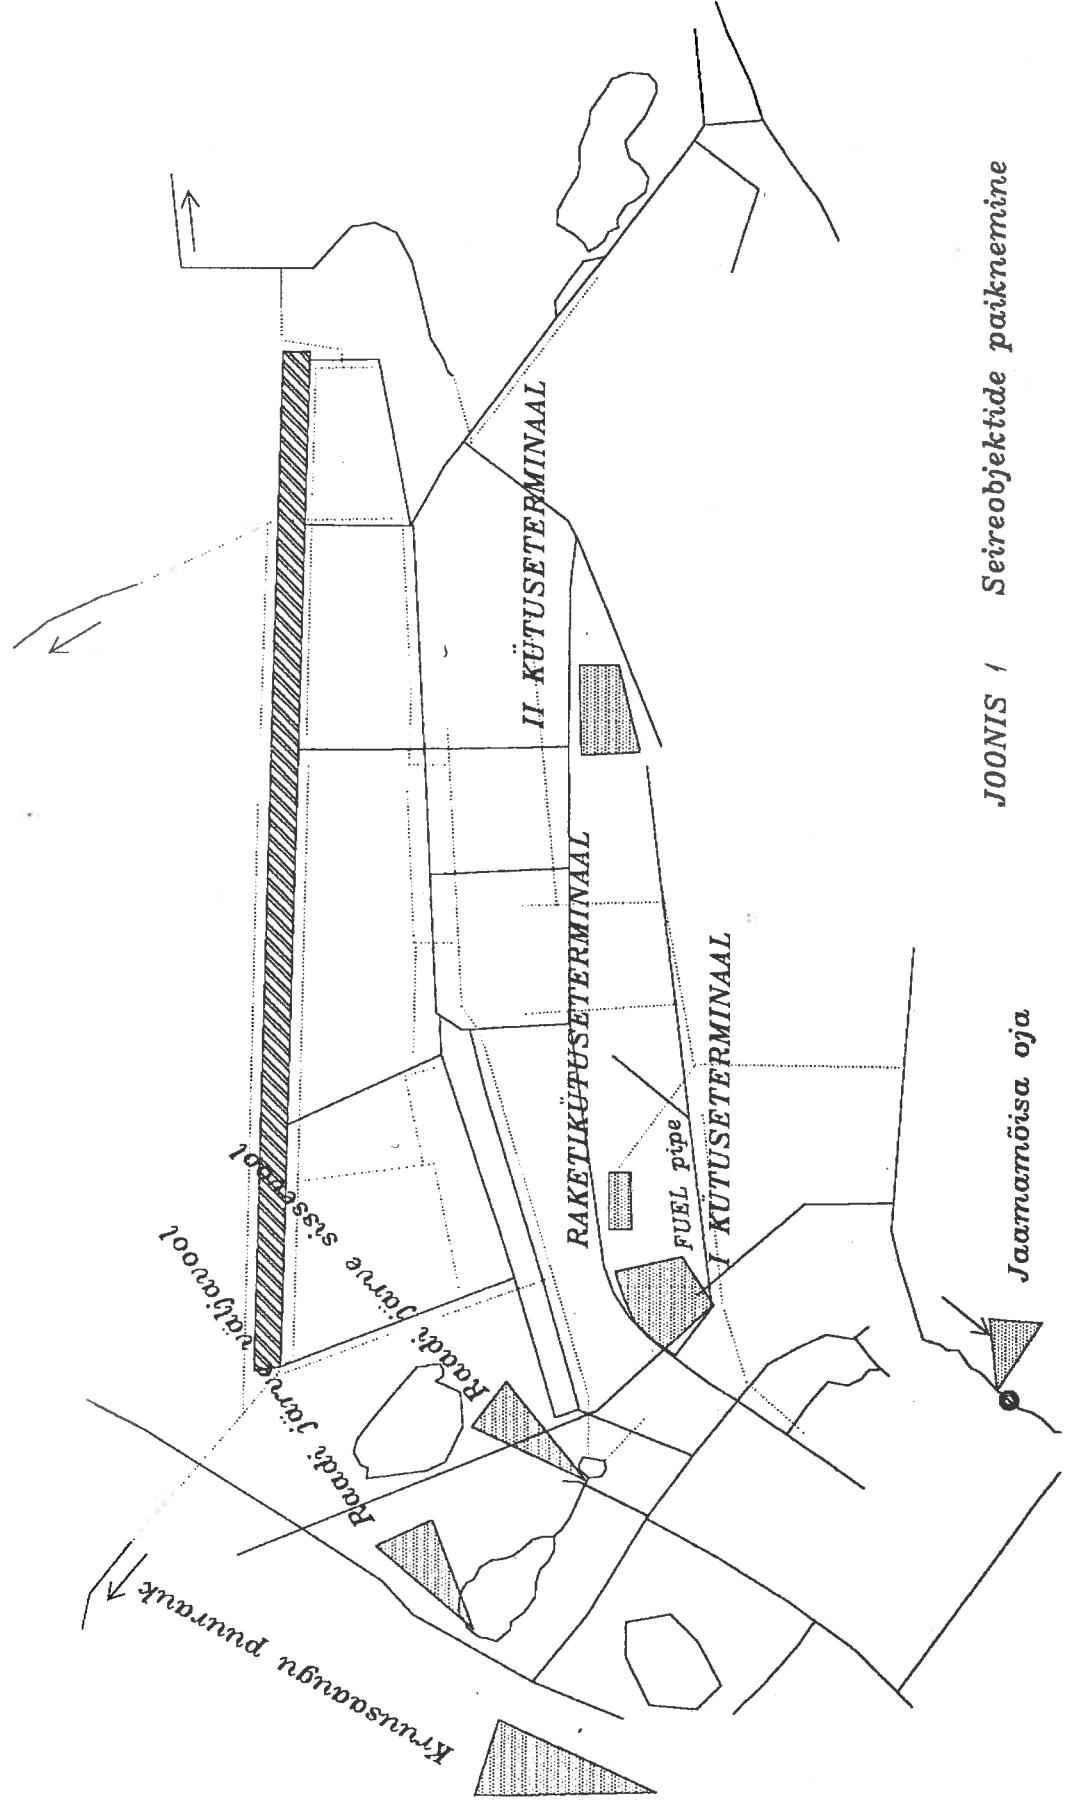 Kruusaaugu puurauk
Raadi järve väljavool
Raadi järve sissevool
II KÜTUSETERMINAAL
RAKETIKÜTUSETERMINAAL
FUEL pipe
I KÜTUSETERMINAAL
Jaamamõisa oja
JOONIS 1 Seireobjektide paiknemine